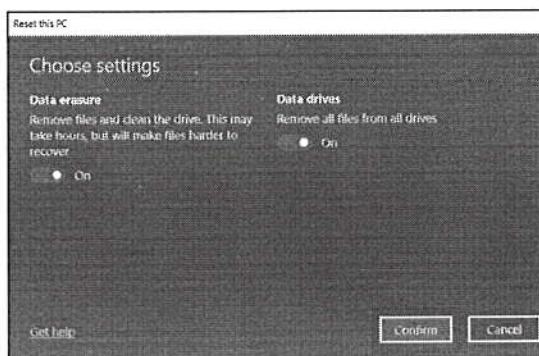 Reset this PC
Choose settings
Data erasure
Remove files and clean the drive. This may
take hours, but will make files harder to
recover
On
Data drives
Remove all files from all drives
On
Get help
Confirm
Cancel